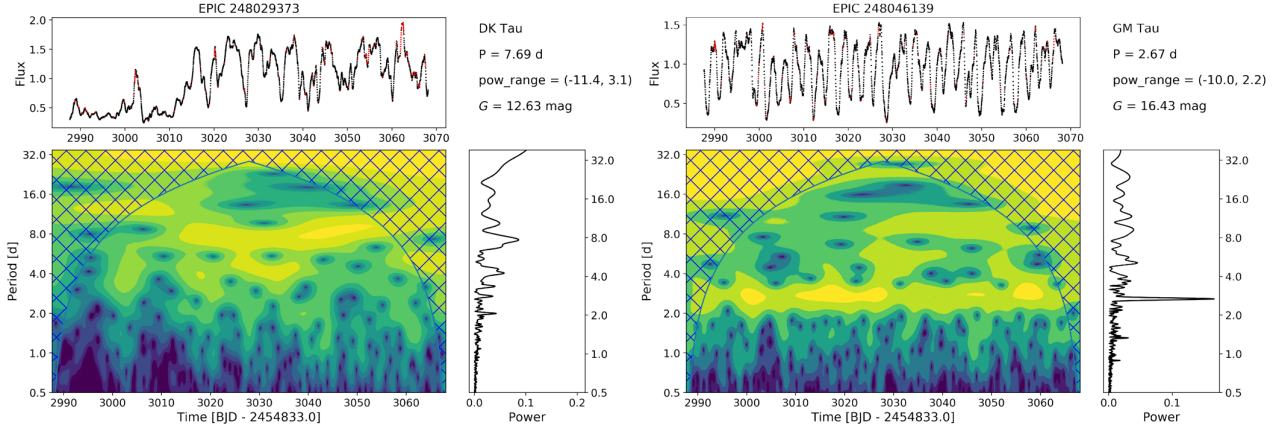 EPIC 248029373
2.0
1.5
1.0
0.5
Flux
2990 3000 3010 3020 3030 3040 3050 3060 3070
DK Tau
P = 7.69 d
pow_range = (-11.4, 3.1)
G = 12.63 mag
32.0
16.0
8.0
4.0
2.0
1.0
0.5
Period [d]
2990 3000 3010 3020 3030 3040 3050 3060
Time [BJD - 2454833.0]
32.0
16.0
8.0
4.0
2.0
1.0
0.5
0.0 0.1 0.2
Power
EPIC 248046139
1.5
1.0
0.5
Flux
2990 3000 3010 3020 3030 3040 3050 3060 3070
GM Tau
P = 2.67 d
pow_range = (-10.0, 2.2)
G = 16.43 mag
32.0
16.0
8.0
4.0
2.0
1.0
0.5
Period [d]
2990 3000 3010 3020 3030 3040 3050 3060
Time [BJD - 2454833.0]
32.0
16.0
8.0
4.0
2.0
1.0
0.5
0.0 0.1
Power